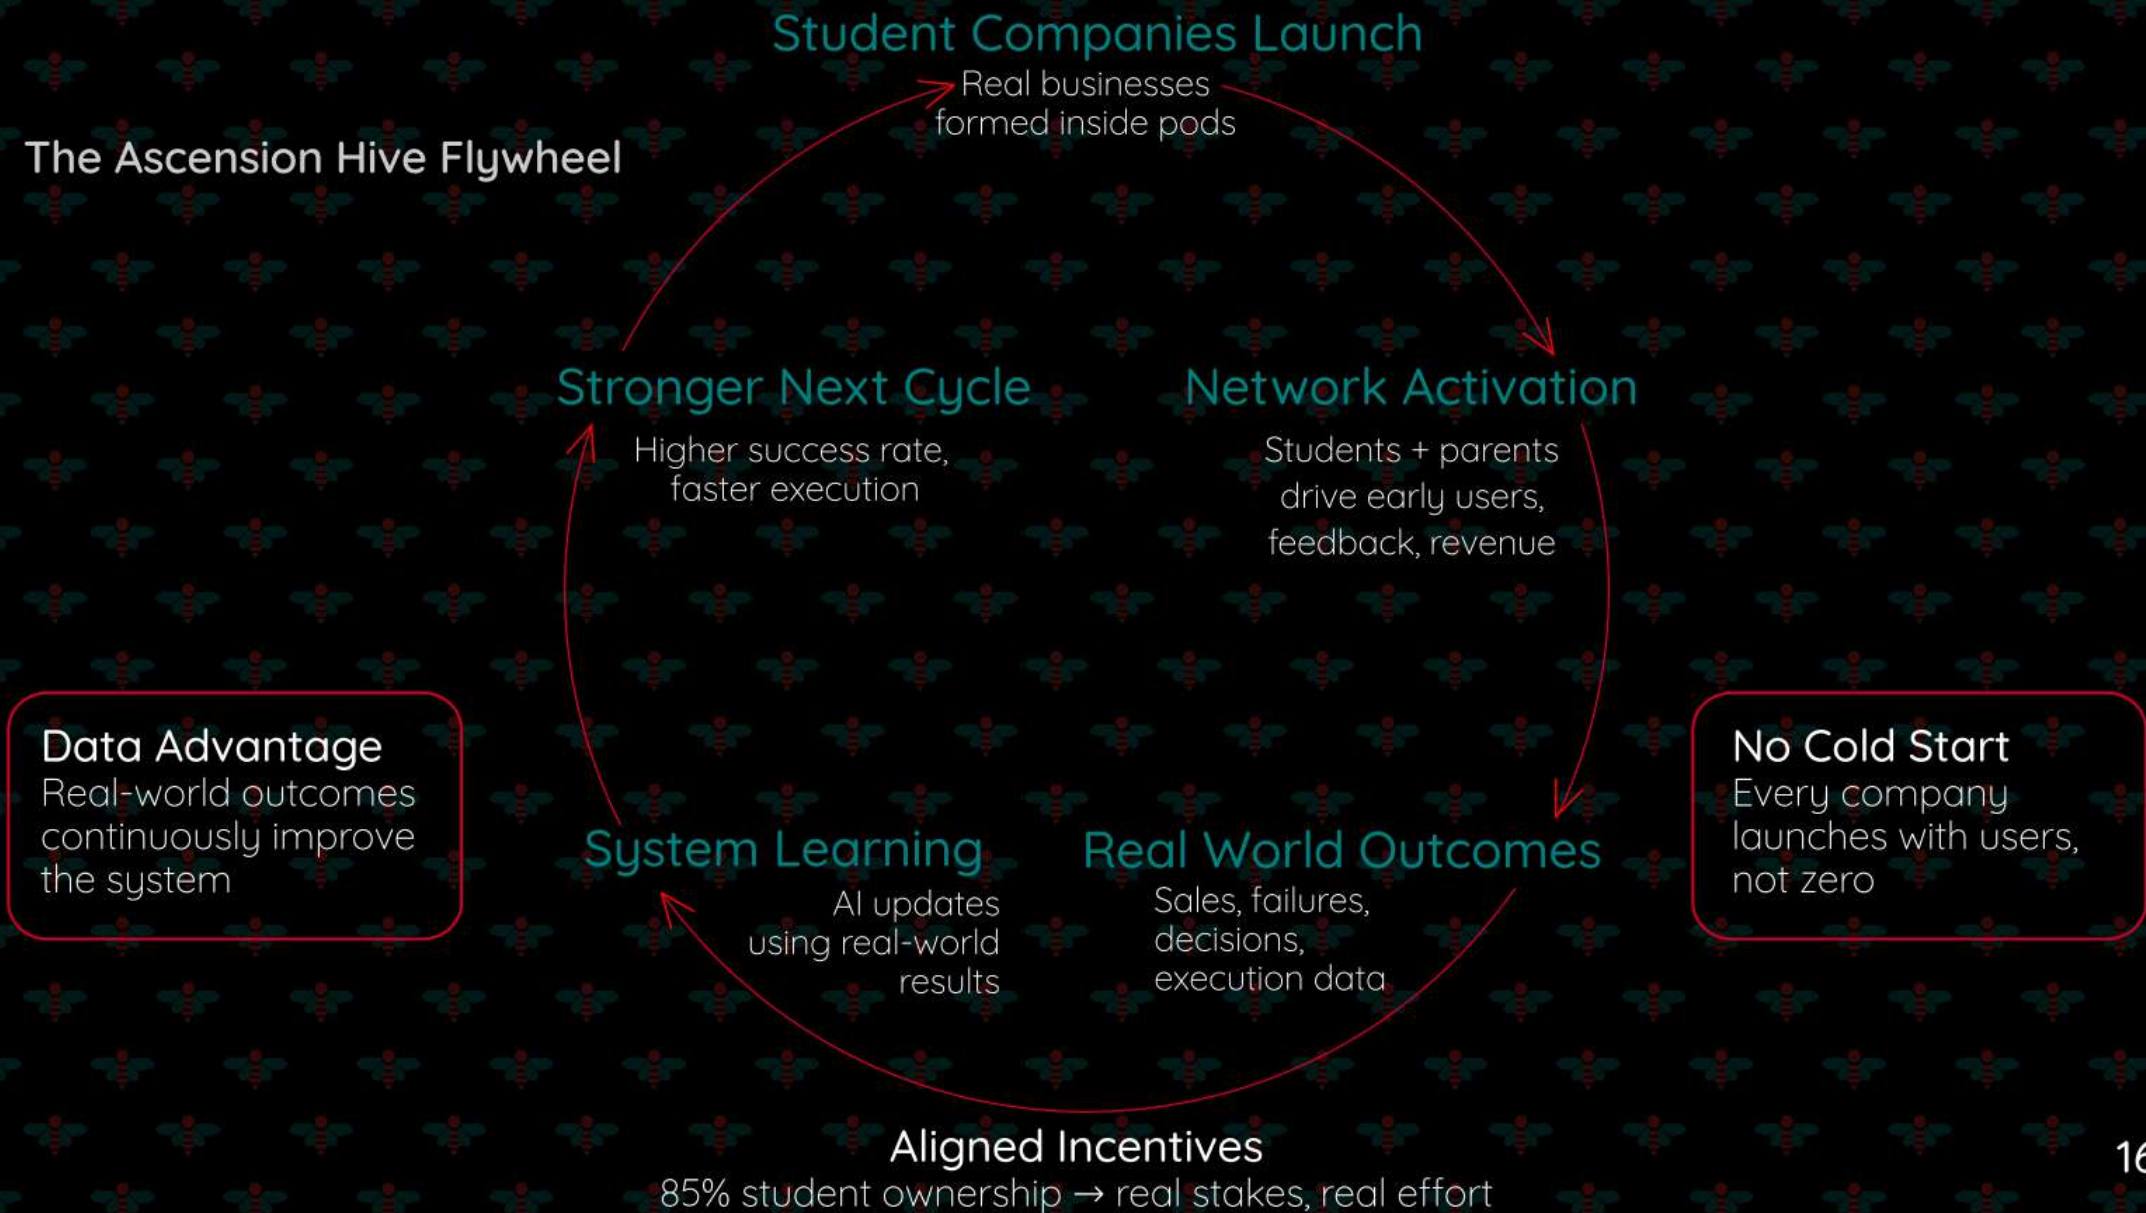 Student Companies Launch
Real businesses
formed inside pods
The Ascension Hive Flywheel
Stronger Next Cycle
Higher success rate,
faster execution
Network Activation
Students + parents
drive early users,
feedback, revenue
Data Advantage
Real-world outcomes
continuously improve
the system
System Learning
AI updates
using real-world
results
Real World Outcomes
Sales, failures,
decisions,
execution data
No Cold Start
Every company
launches with users,
not zero
Aligned Incentives
85% student ownership → real stakes, real effort
16